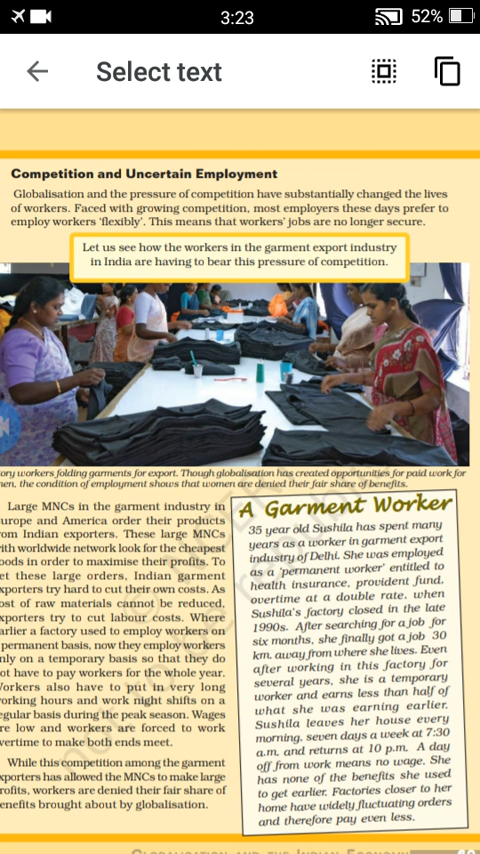 3:23
52%
Select text
Competition and Uncertain Employment
Globalisation and the pressure of competition have substantially changed the lives
of workers. Faced with growing competition, most employers these days prefer to
employ workers 'flexibly'. This means that workers' jobs are no longer secure.
Let us see how the workers in the garment export industry
in India are having to bear this pressure of competition.
ory workers folding garments for export. Though globalisation has created opportunities for paid work for
en, the condition of employment shows that women are denied their fair share of benefits.
Large MNCs in the garment industry in
urope and America order their products
om Indian exporters. These large MNCs
ith worldwide network look for the cheapest
oods in order to maximise their profits. To
et these large orders, Indian garment
xporters try hard to cut their own costs. As
ost of raw materials cannot be reduced,
xporters try to cut labour costs. Where
arlier a factory used to employ workers on
permanent basis, now they employ workers
nly on a temporary basis so that they do
ot have to pay workers for the whole year.
orkers also have to put in very long
orking hours and work night shifts on a
egular basis during the peak season. Wages
re low and workers are forced to work
vertime to make both ends meet.
While this competition among the garment
xporters has allowed the MNCs to make large
rofits, workers are denied their fair share of
enefits brought about by globalisation.
A Garment Worker
35 year old Sushila has spent many
years as a worker in garment export
industry of Delhi. She was employed
as a 'permanent worker' entitled to
health insurance, provident fund,
overtime at a double rate, when
Sushila's factory closed in the late
1990s. After searching for a job for
six months, she finally got a job 30
km. away from where she lives. Even
after working in this factory for
several years, she is a temporary
worker and earns less than half of
what she was earning earlier.
Sushila leaves her house every
morning, seven days a week at 7:30
a.m. and returns at 10 p.m. A day
off from work means no wage. She
has none of the benefits she used
to get earlier. Factories closer to her
home have widely fluctuating orders
and therefore pay even less.
Globalisation and the Indian Economy